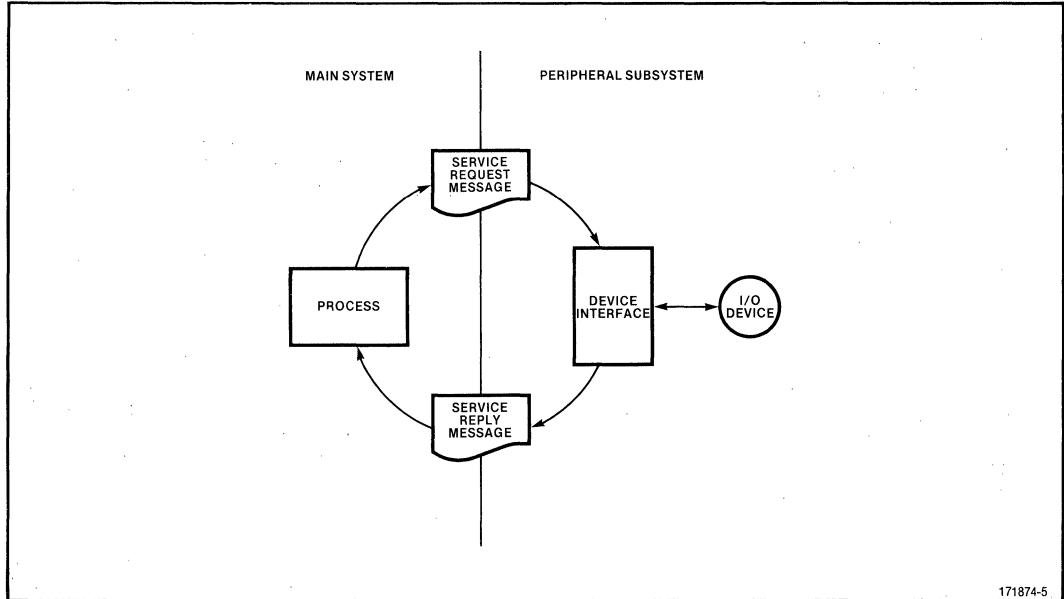 MAIN SYSTEM
PERIPHERAL SUBSYSTEM
SERVICE
REQUEST
MESSAGE
PROCESS
DEVICE
INTERFACE
I/O
DEVICE
SERVICE
REPLY
MESSAGE
171874-5